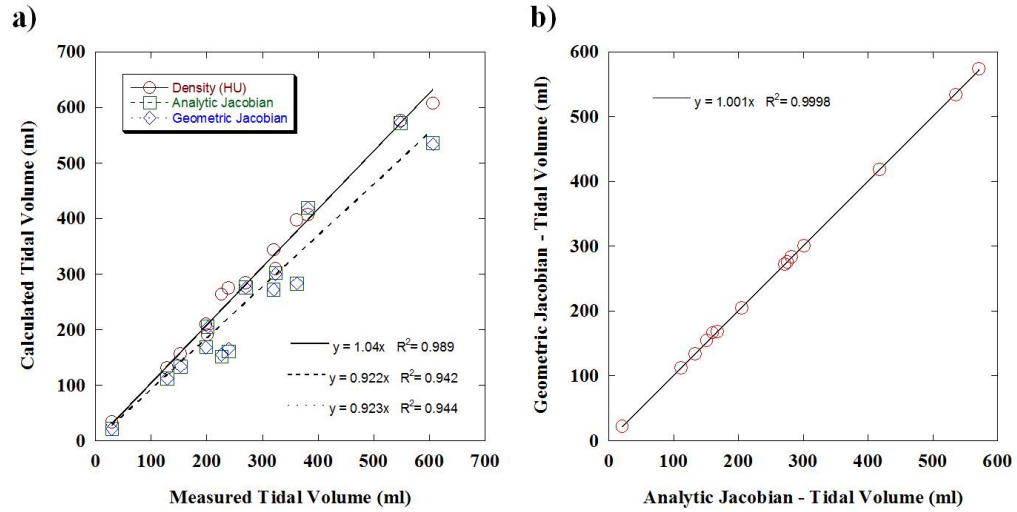 a)
700
600
500
400
300
200
100
0
Calculated Tidal Volume (ml)
Density (HU)
Analytic Jacobian
Geometric Jacobian
y = 1.04x R²= 0.989
y = 0.922x R²= 0.942
y = 0.923x R²= 0.944
0 100 200 300 400 500 600 700
Measured Tidal Volume (ml)
b)
600
500
400
300
200
100
0
Geometric Jacobian - Tidal Volume (ml)
y = 1.001x R²= 0.9998
0 100 200 300 400 500 600
Analytic Jacobian - Tidal Volume (ml)